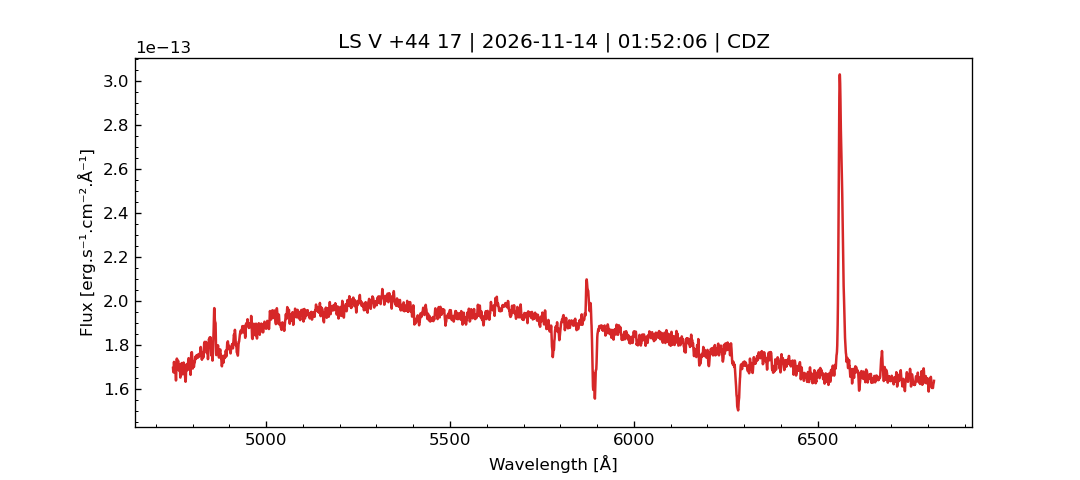 LS V +44 17 | 2026-11-14 | 01:52:06 | CDZ
1e−13
3.0
2.8
2.6
2.4
2.2
2.0
1.8
1.6
Flux [erg.s⁻¹.cm⁻².Å⁻¹]
5000 5500 6000 6500
Wavelength [Å]